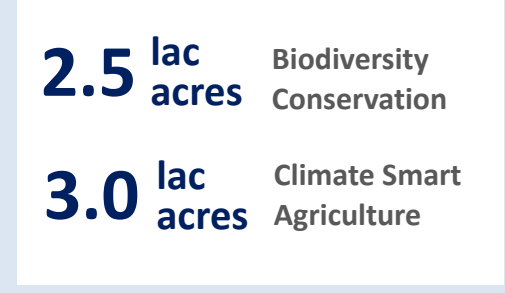 2.5 lac acres Biodiversity Conservation
3.0 lac acres Climate Smart Agriculture